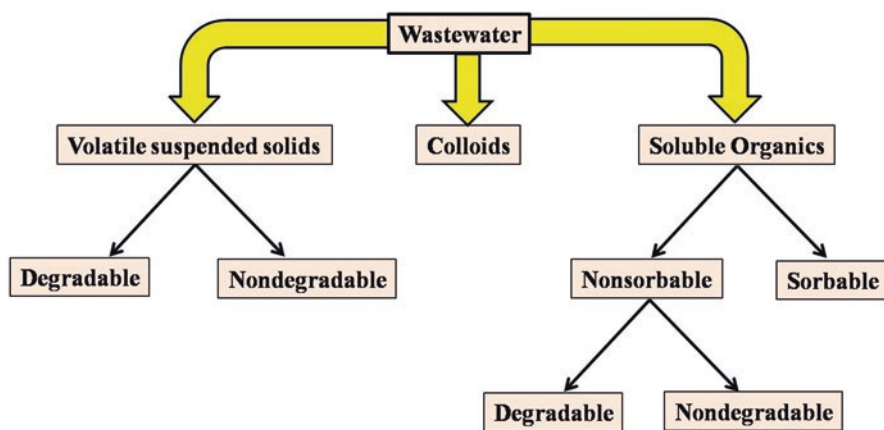 Wastewater
Volatile suspended solids
Colloids
Soluble Organics
Degradable
Nondegradable
Nonsorbable
Sorbable
Degradable
Nondegradable